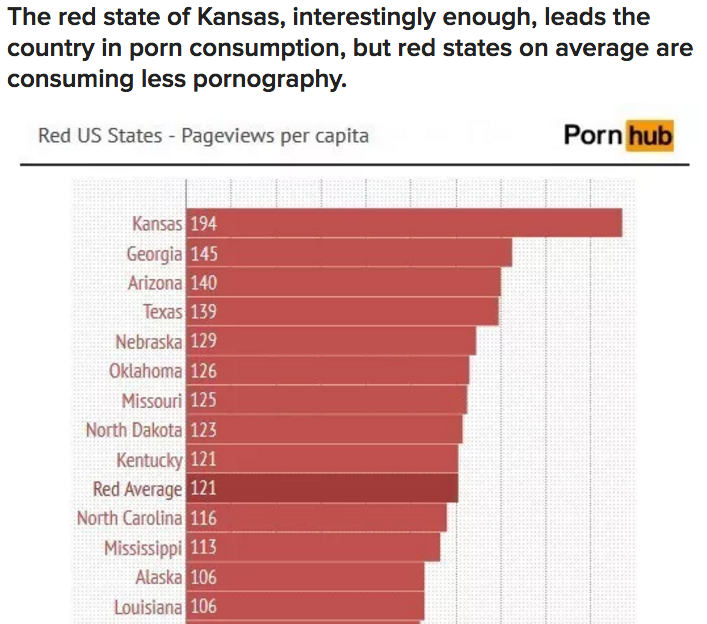 The red state of Kansas, interestingly enough, leads the
country in porn consumption, but red states on average are
consuming less pornography.
Red US States - Pageviews per capita
Porn hub
Kansas 194
Georgia 145
Arizona 140
Texas 139
Nebraska 129
Oklahoma 126
Missouri 125
North Dakota 123
Kentucky 121
Red Average 121
North Carolina 116
Mississippi 113
Alaska 106
Louisiana 106